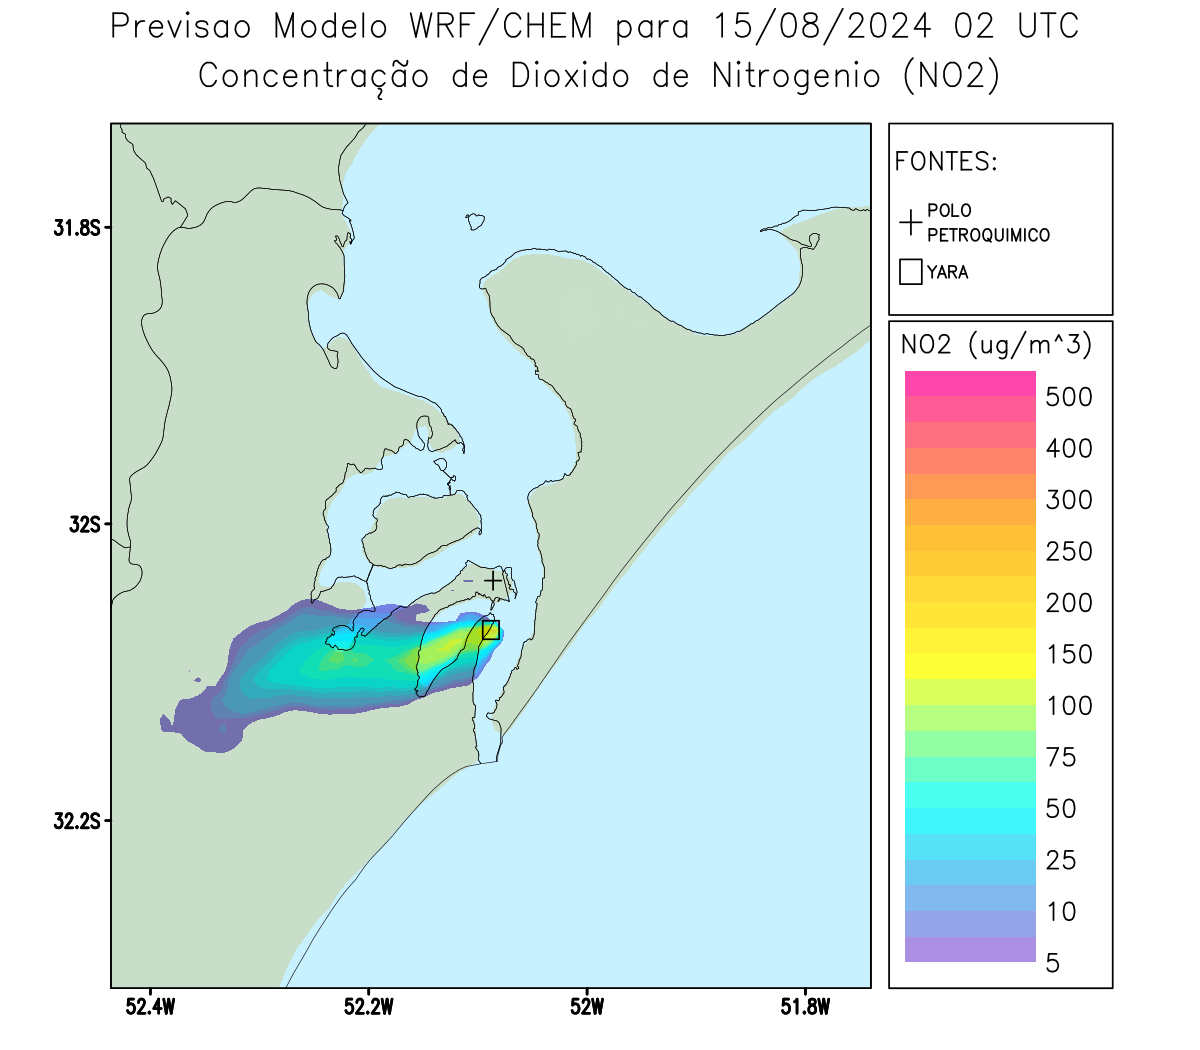 Previsao Modelo WRF/CHEM para 15/08/2024 02 UTC
Concentração de Dioxido de Nitrogenio (NO2)
FONTES:
POLO
PETROQUIMICO
YARA
NO2 (ug/m^3)
500
400
300
250
200
150
100
75
50
25
10
5
31.8S
32S
32.2S
52.4W
52.2W
52W
51.8W